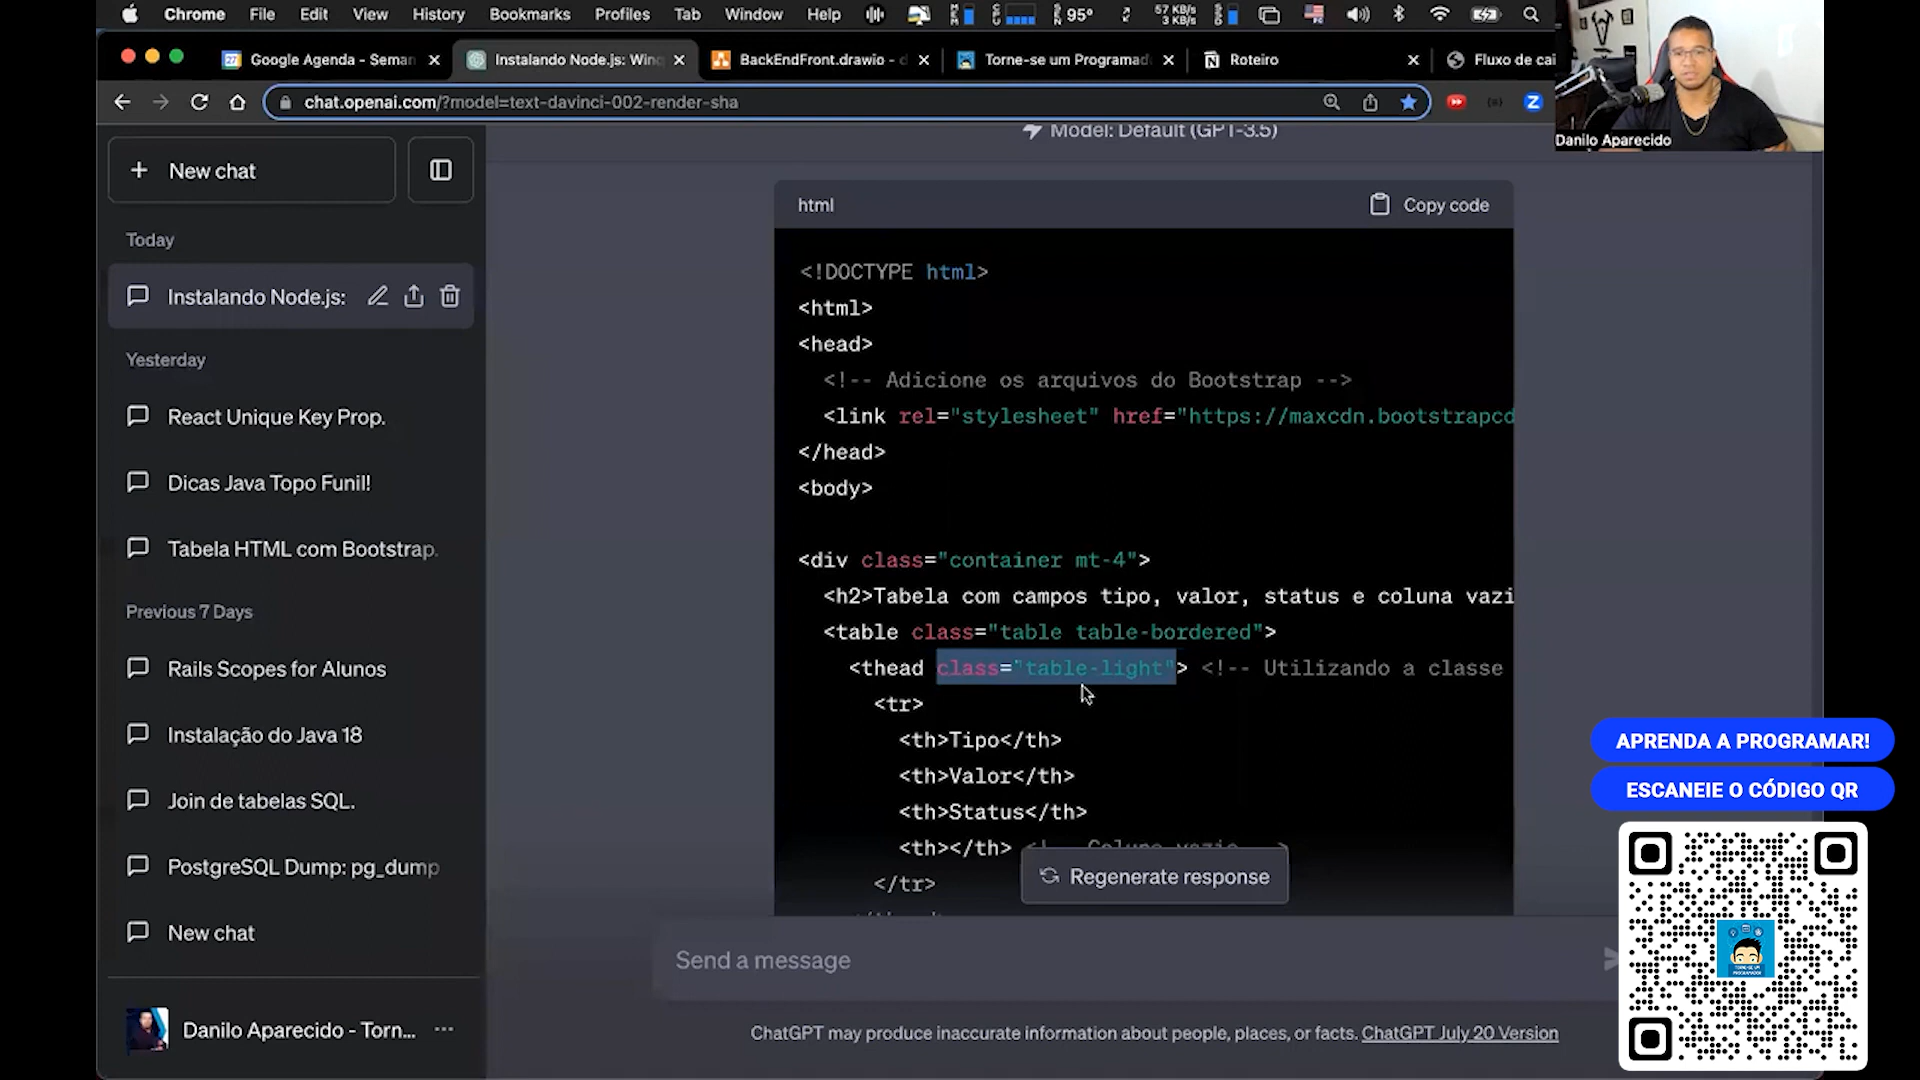 Chrome File Edit View History Bookmarks Profiles Tab Window Help 95° 57 KB/s 3 KB/s
Google Agenda - Seman
Instalando Node.js: Wind
BackEndFront.drawio - d
Torne-se um Programad
Roteiro
Fluxo de cai
chat.openai.com/?model=text-davinci-002-render-sha
Danilo Aparecido
Model: Default (GPT-3.5)
New chat
Today
Instalando Node.js:
Yesterday
React Unique Key Prop.
Dicas Java Topo Funil!
Tabela HTML com Bootstrap.
Previous 7 Days
Rails Scopes for Alunos
Instalação do Java 18
Join de tabelas SQL.
PostgreSQL Dump: pg_dump
New chat
Danilo Aparecido - Torn...
html
Copy code
<!DOCTYPE html>
<html>
<head>
<!-- Adicione os arquivos do Bootstrap -->
<link rel="stylesheet" href="https://maxcdn.bootstrapcd
</head>
<body>
<div class="container mt-4">
<h2>Tabela com campos tipo, valor, status e coluna vazi
<table class="table table-bordered">
<thead class="table-light"> <!-- Utilizando a classe
<tr>
<th>Tipo</th>
<th>Valor</th>
<th>Status</th>
<th></th> <!-- Coluna vazia -->
</tr>
Regenerate response
Send a message
ChatGPT may produce inaccurate information about people, places, or facts. ChatGPT July 20 Version
APRENDA A PROGRAMAR!
ESCANEIE O CÓDIGO QR